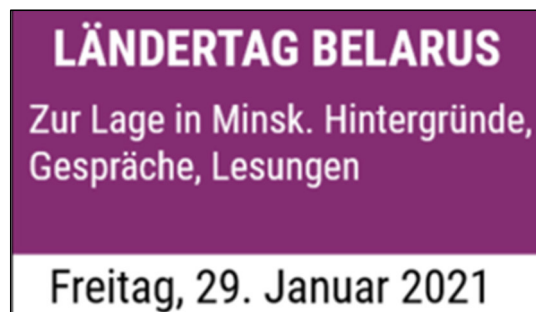 LÄNDERTAG BELARUS
Zur Lage in Minsk. Hintergründe,
Gespräche, Lesungen
Freitag, 29. Januar 2021